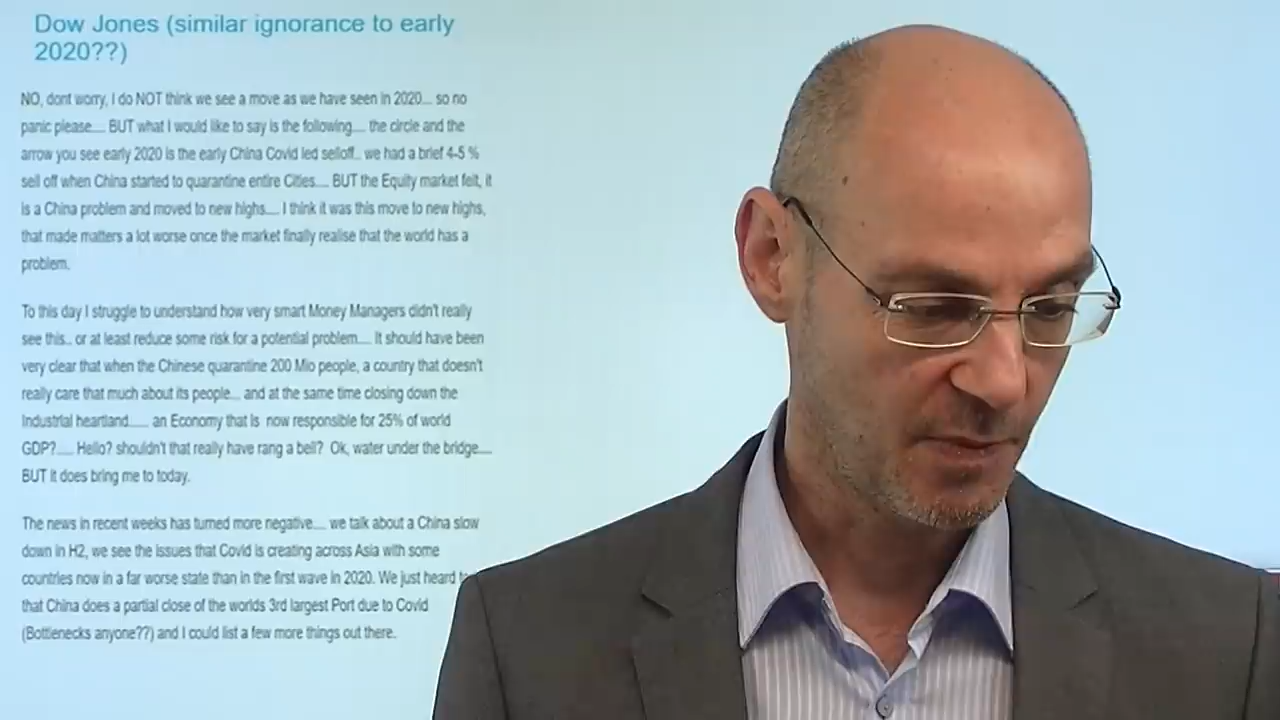 Dow Jones (similar ignorance to early
2020??)
NO, dont worry, I do NOT think we see a move as we have seen in 2020.... so no
panic please.... BUT what I would like to say is the following.... the circle and the
arrow you see early 2020 is the early China Covid led selloff.. we had a brief 4-5 %
sell off when China started to quarantine entire Cities.... BUT the Equity market felt, it
is a China problem and moved to new highs.... I think it was this move to new highs,
that made matters a lot worse once the market finally realise that the world has a
problem.
To this day I struggle to understand how very smart Money Managers didn't really
see this.. or at least reduce some risk for a potential problem.... It should have been
very clear that when the Chinese quarantine 200 Mio people, a country that doesn't
really care that much about its people.... and at the same time closing down the
Industrial heartland...... an Economy that is now responsible for 25% of world
GDP?.... Hello? shouldn't that really have rang a bell? Ok, water under the bridge....
BUT it does bring me to today.
The news in recent weeks has turned more negative.... we talk about a China slow
down in H2, we see the issues that Covid is creating across Asia with some
countries now in a far worse state than in the first wave in 2020. We just heard
that China does a partial close of the worlds 3rd largest Port due to Covid
(Bottlenecks anyone??) and I could list a few more things out there.